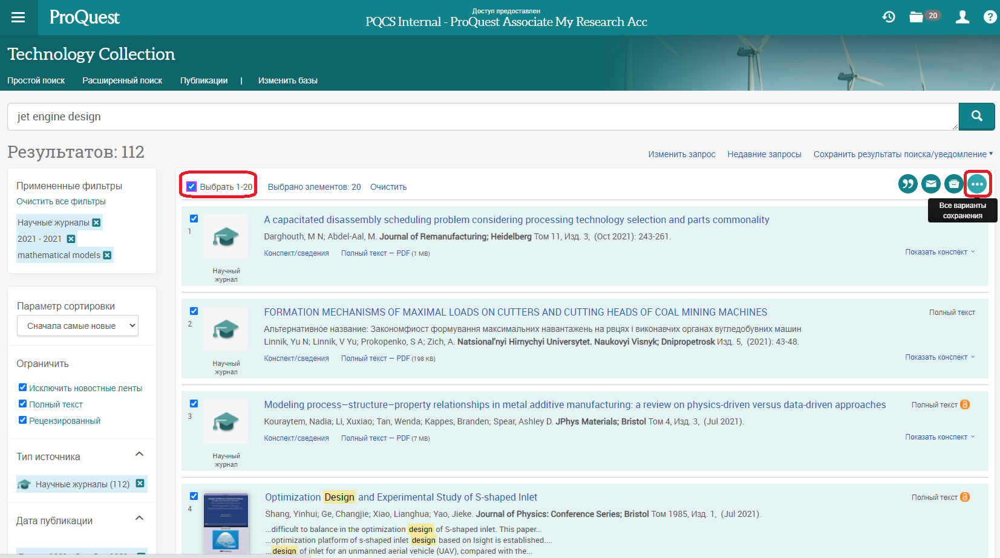 ProQuest
Доступ предоставлен
PQCS Internal - ProQuest Associate My Research Acc
20
Technology Collection
Простой поиск
Расширенный поиск
Публикации
|
Изменить базы
jet engine design
Результатов: 112
Изменить запрос
Недавние запросы
Сохранить результаты поиска/уведомление
Примененные фильтры
Очистить все фильтры
Научные журналы
2021 - 2021
mathematical models
Параметр сортировки
Сначала самые новые
Ограничить
Исключить новостные ленты
Полный текст
Рецензированный
Тип источника
Научные журналы (112)
Дата публикации
Выбрать 1-20
Выбрано элементов: 20
Очистить
Все варианты
сохранения
1
Научный
журнал
A capacitated disassembly scheduling problem considering processing technology selection and parts commonality
Darghouth, M N; Abdel-Aal, M. Journal of Remanufacturing; Heidelberg Том 11, Изд. 3, (Oct 2021): 243-261.
Конспект/сведения
Полный текст — PDF (1 MB)
Показать конспект
2
Научный
журнал
FORMATION MECHANISMS OF MAXIMAL LOADS ON CUTTERS AND CUTTING HEADS OF COAL MINING MACHINES
Полный текст
Альтернативное название: Закономфиост формування максимальних навантажень на рвцях і виконавчих органах вугледобувних машин
Linnik, Yu N; Linnik, V Yu; Prokopenko, S A; Zich, A. Natsional'nyi Hirnychyi Universytet. Naukovyi Visnyk; Dnipropetrosk Изд. 5, (2021): 43-48.
Конспект/сведения
Полный текст — PDF (198 KB)
Показать конспект
3
Научный
журнал
Modeling process–structure–property relationships in metal additive manufacturing: a review on physics-driven versus data-driven approaches
Полный текст
Kouraytem, Nadia; Li, Xuxiao; Tan, Wenda; Kappes, Branden; Spear, Ashley D. JPhys Materials; Bristol Том 4, Изд. 3, (Jul 2021).
Конспект/сведения
Полный текст — PDF (7 MB)
Показать конспект
4
Optimization Design and Experimental Study of S-shaped Inlet
Полный текст
Shang, Yinhui; Ge, Changjie; Xiao, Lianghua; Yao, Jieke. Journal of Physics: Conference Series; Bristol Том 1985, Изд. 1, (Jul 2021).
...difficult to balance in the optimization design of S-shaped inlet. This paper...
...optimization platform of s-shaped inlet design based on Isight is established....
...design of inlet for an unmanned aerial vehicle (UAV), compared with the...